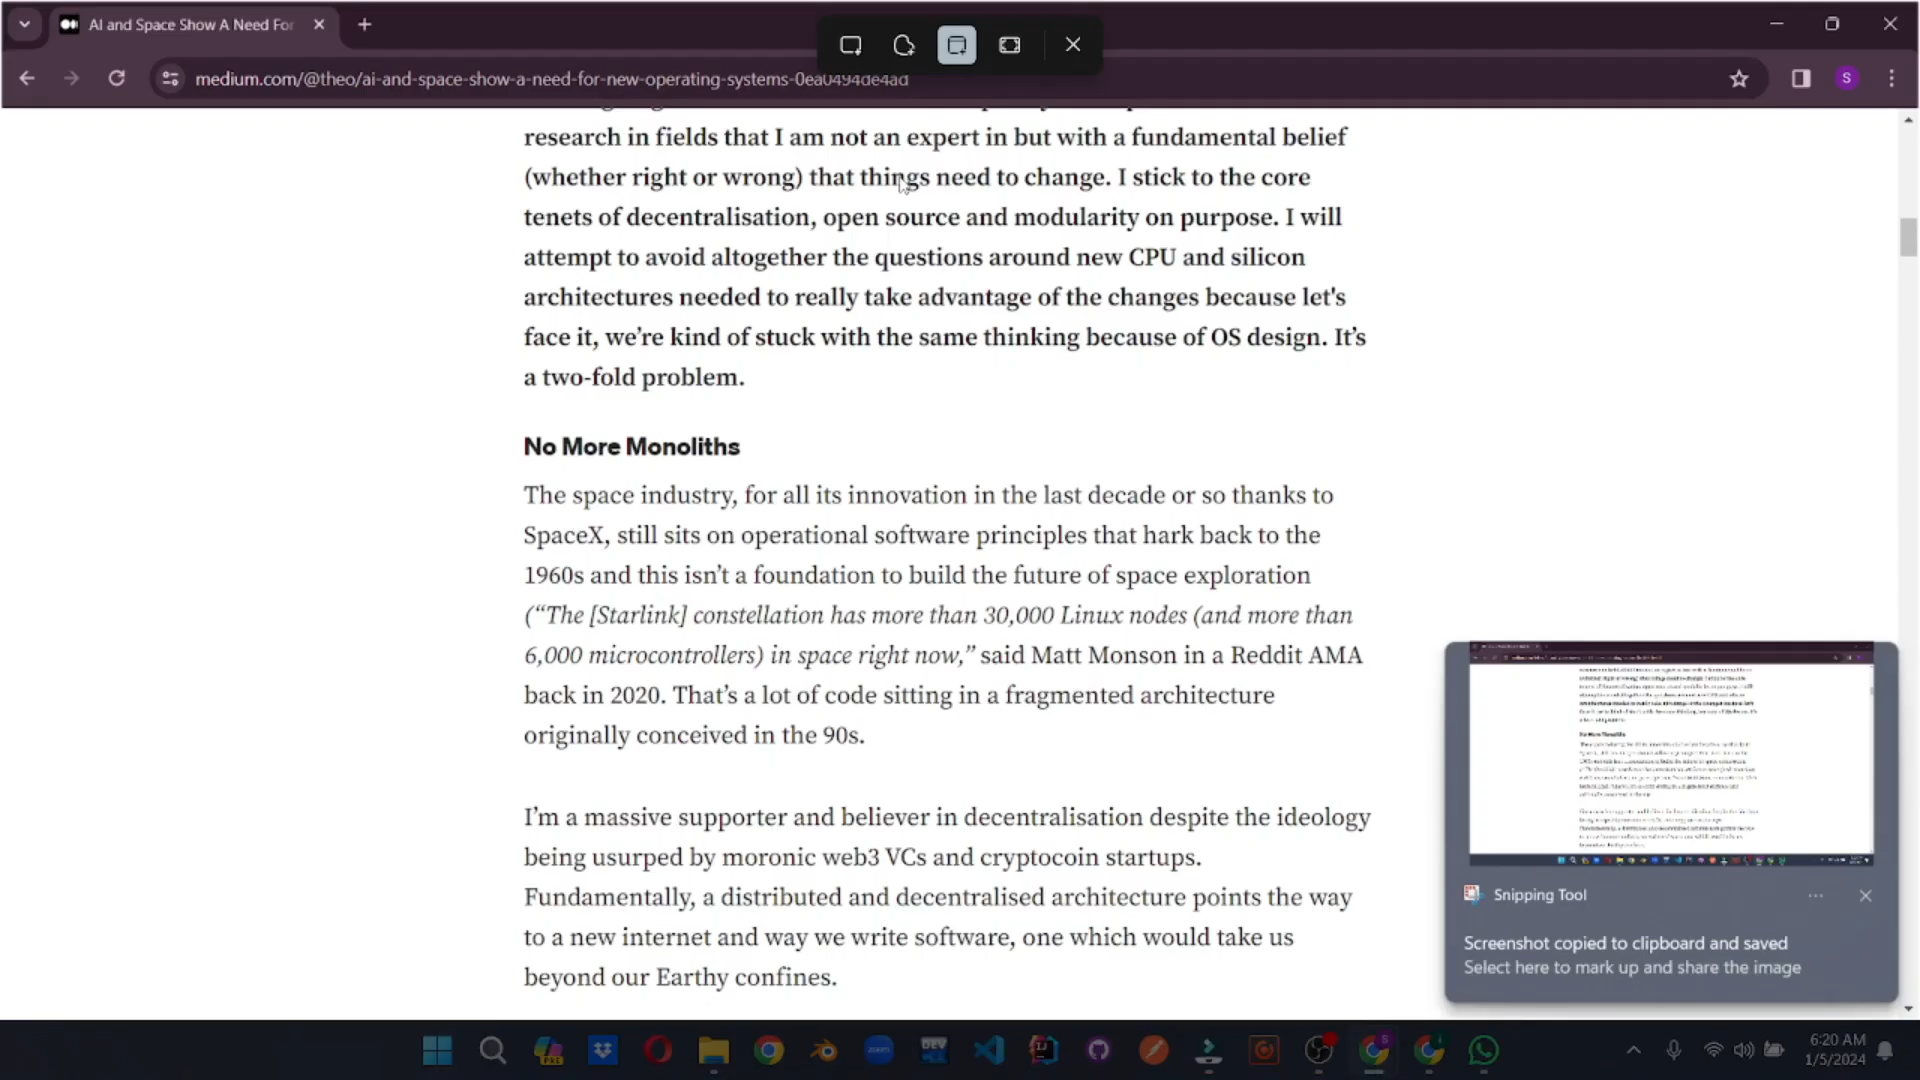 AI and Space Show A Need For
medium.com/@theo/ai-and-space-show-a-need-for-new-operating-systems-0ea0494de4ad
S
research in fields that I am not an expert in but with a fundamental belief
(whether right or wrong) that things need to change. I stick to the core
tenets of decentralisation, open source and modularity on purpose. I will
attempt to avoid altogether the questions around new CPU and silicon
architectures needed to really take advantage of the changes because let's
face it, we’re kind of stuck with the same thinking because of OS design. It’s
a two-fold problem.
No More Monoliths
The space industry, for all its innovation in the last decade or so thanks to
SpaceX, still sits on operational software principles that hark back to the
1960s and this isn’t a foundation to build the future of space exploration
(“The [Starlink] constellation has more than 30,000 Linux nodes (and more than
6,000 microcontrollers) in space right now,” said Matt Monson in a Reddit AMA
back in 2020. That’s a lot of code sitting in a fragmented architecture
originally conceived in the 90s.
I’m a massive supporter and believer in decentralisation despite the ideology
being usurped by moronic web3 VCs and cryptocoin startups.
Fundamentally, a distributed and decentralised architecture points the way
to a new internet and way we write software, one which would take us
beyond our Earthy confines.
No More Monoliths
Snipping Tool
Screenshot copied to clipboard and saved
Select here to mark up and share the image
PRE
zoom
DEV
IJ
S
6:20 AM
1/5/2024